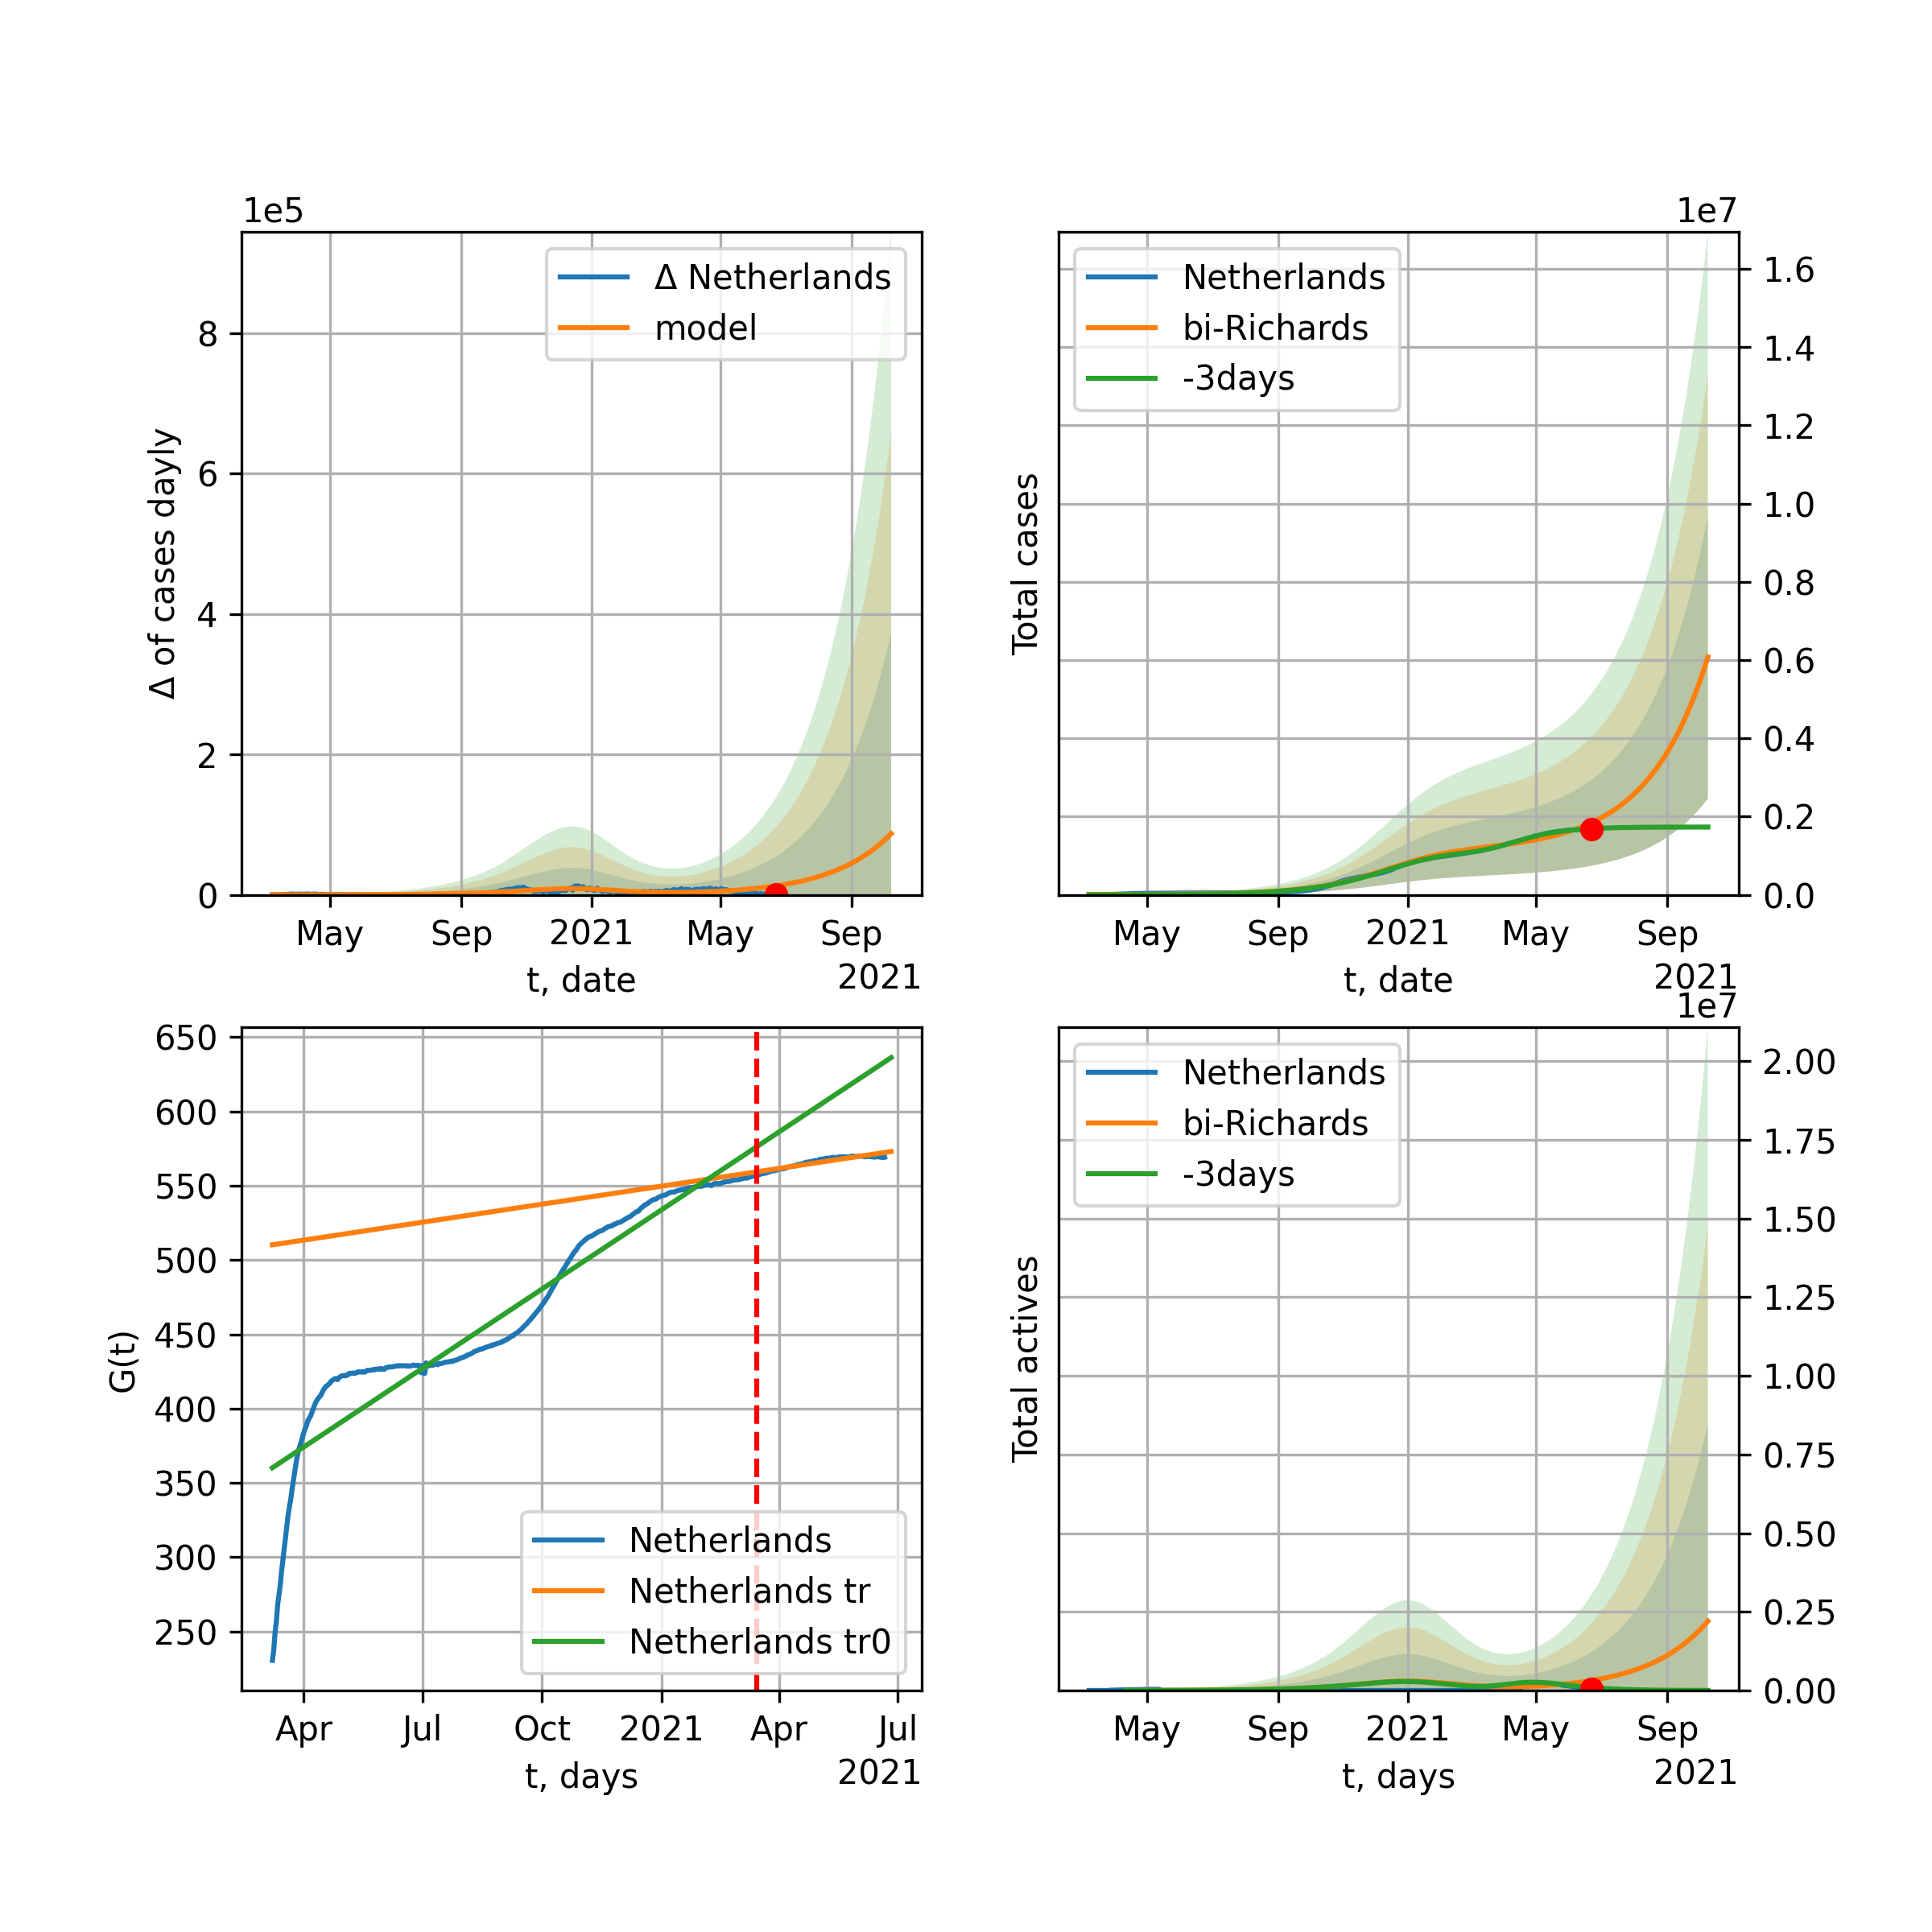 1e5
Δ Netherlands
model
8
6
4
2
0
Δ of cases dayly
May
Sep
2021
May
Sep
t, date
2021
1e7
Netherlands
bi-Richards
-3days
1.6
1.4
1.2
1.0
0.8
0.6
0.4
0.2
0.0
Total cases
May
Sep
2021
May
Sep
t, date
2021
650
600
550
500
450
400
350
300
250
G(t)
Netherlands
Netherlands tr
Netherlands tr0
Apr
Jul
Oct
2021
Apr
Jul
t, days
2021
1e7
Netherlands
bi-Richards
-3days
2.00
1.75
1.50
1.25
1.00
0.75
0.50
0.25
0.00
Total actives
May
Sep
2021
May
Sep
t, days
2021